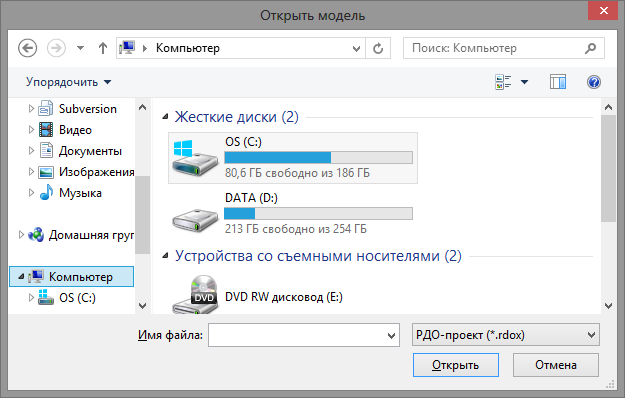 Открыть модель
Компьютер
Поиск: Компьютер
Упорядочить
Subversion
Видео
Документы
Изображения
Музыка
Домашняя груп
Компьютер
OS (C:)
Жесткие диски (2)
OS (C:)
80,6 ГБ свободно из 186 ГБ
DATA (D:)
213 ГБ свободно из 254 ГБ
Устройства со съемными носителями (2)
DVD
DVD RW дисковод (E:)
Имя файла:
РДО-проект (*.rdox)
Открыть
Отмена